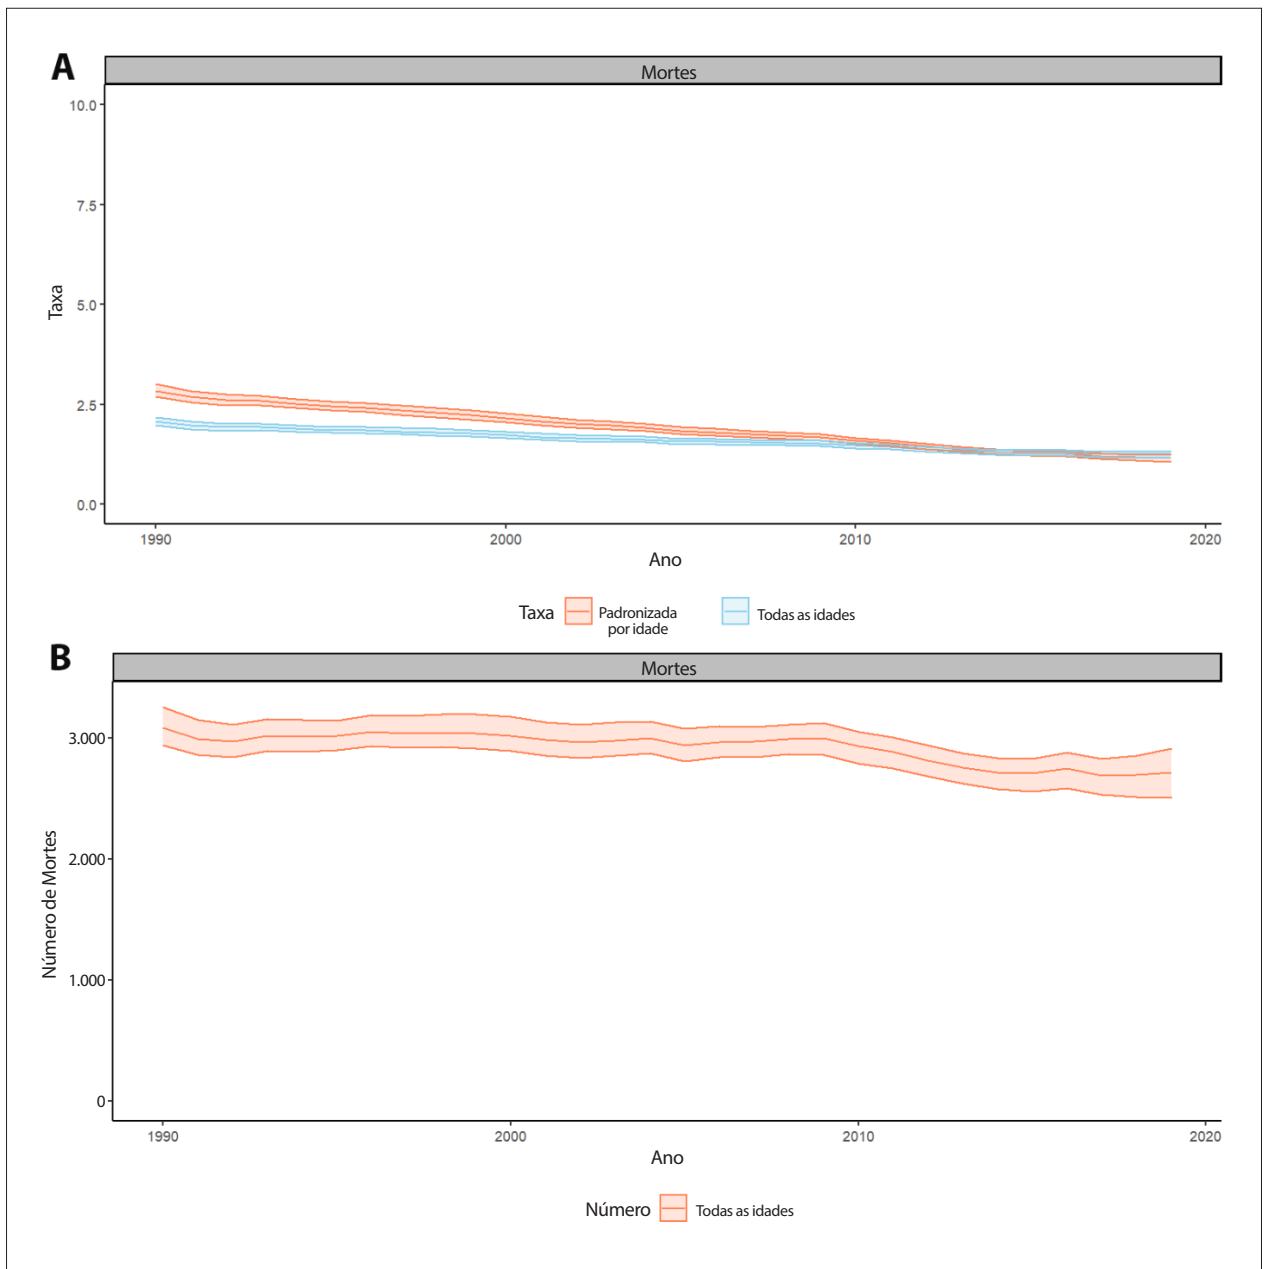 A
Mortes
10.0
7.5
5.0
2.5
0.0
Taxa
1990 2000 2010 2020
Ano
Taxa Padronizada por idade Todas as idades
B
Mortes
3.000
2.000
1.000
0
Número de Mortes
1990 2000 2010 2020
Ano
Número Todas as idades